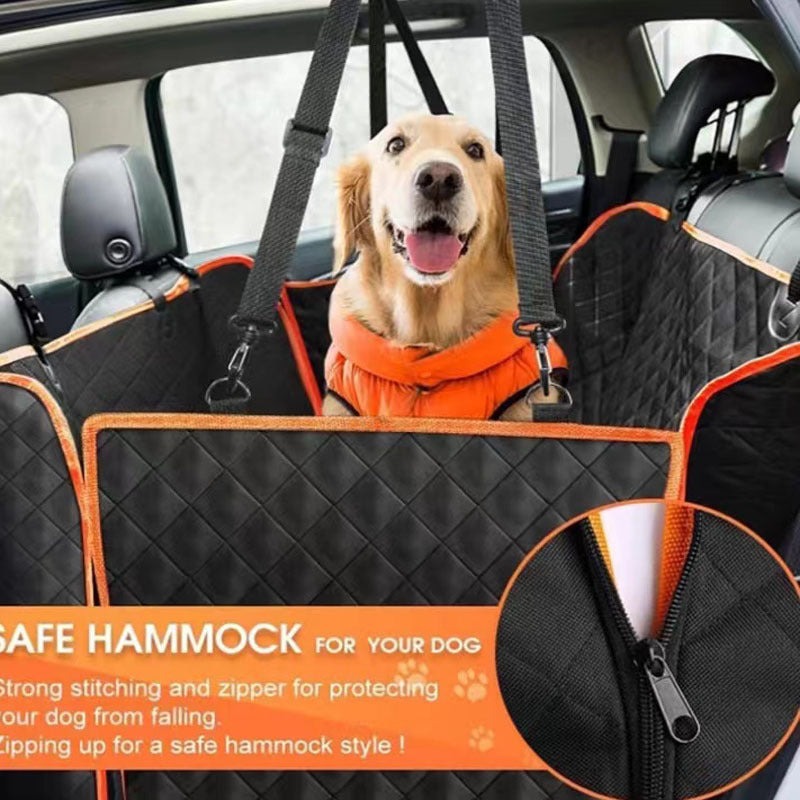 SAFE HAMMOCK FOR YOUR DOG
Strong stitching and zipper for protecting
your dog from falling.
Zipping up for a safe hammock style !